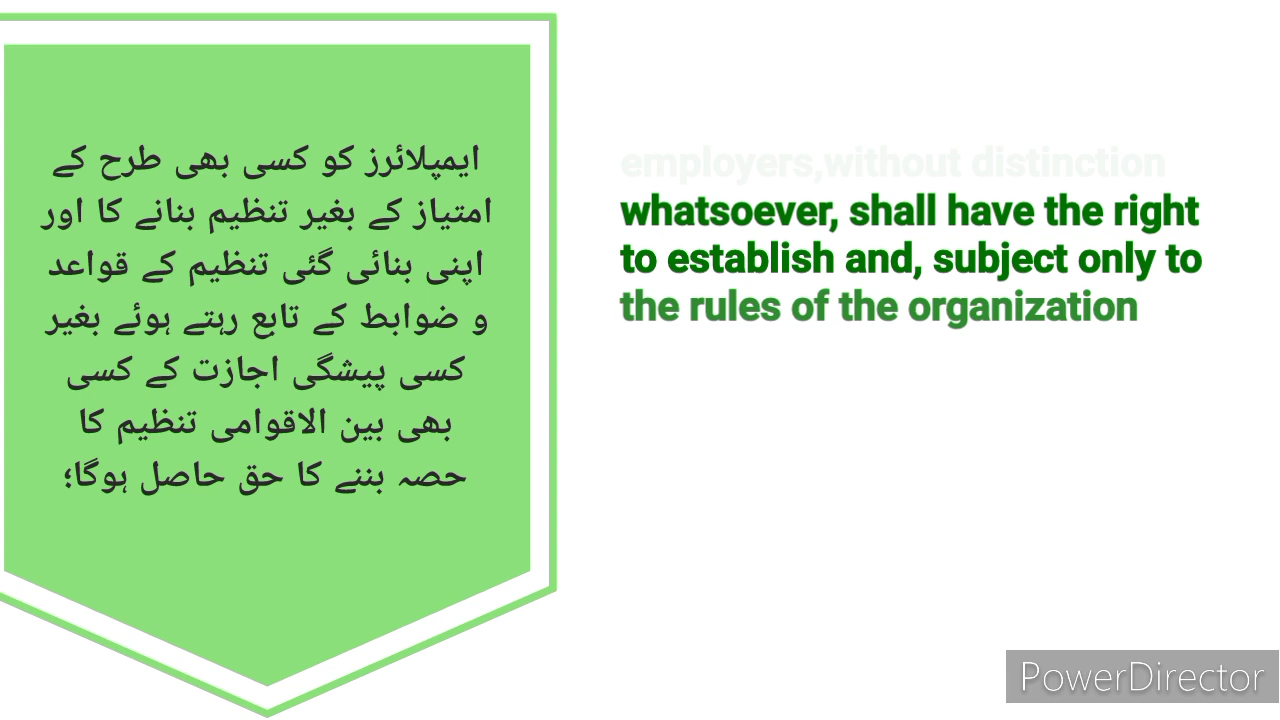 ایمپلائرز کو کسی بھی طرح کے
امتیاز کے بغیر تنظیم بنانے کا اور
اپنی بنائی گئی تنظیم کے قواعد
و ضوابط کے تابع رہتے ہوئے بغیر
کسی پیشگی اجازت کے کسی
بھی بین الاقوامی تنظیم کا
حصہ بننے کا حق حاصل ہوگا؛
employers,without distinction
whatsoever, shall have the right
to establish and, subject only to
the rules of the organization
PowerDirector